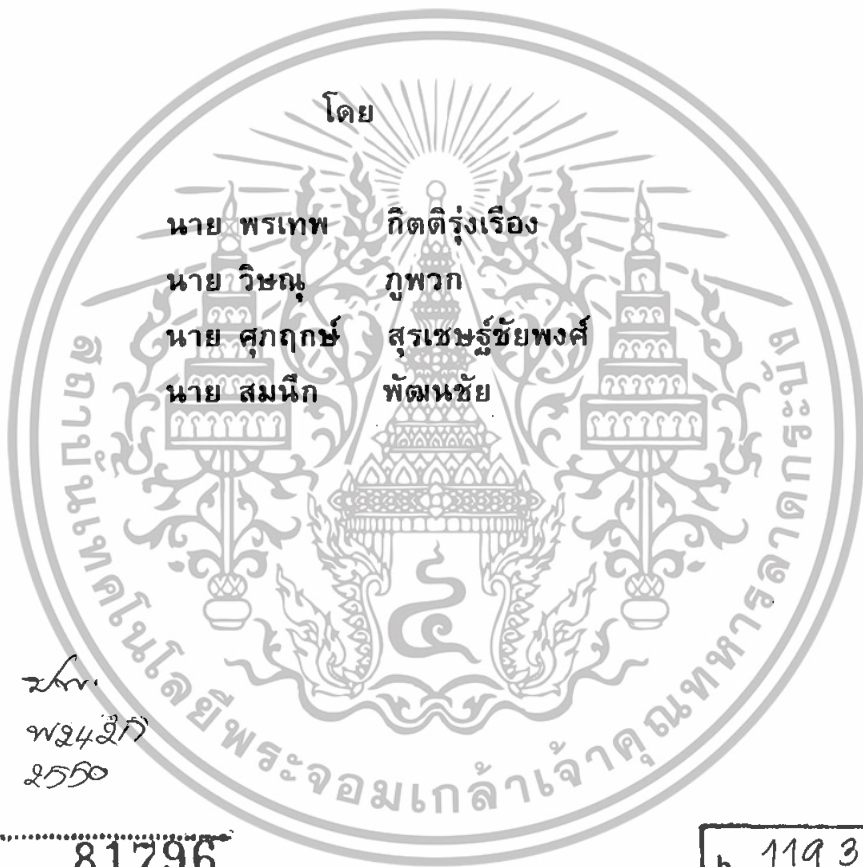 โดย
นาย พรเทพ กิตติรุ่งเรือง
นาย วิษณุ ภูพวก
นาย ศุภฤกษ์ สุรเชษฐ์ชัยพงศ์
นาย สมนึก พัฒนชัย
สถาบันเทคโนโลยีพระจอมเกล้าเจ้าคุณทหารลาดกระบัง
2550
81796
b 119 3